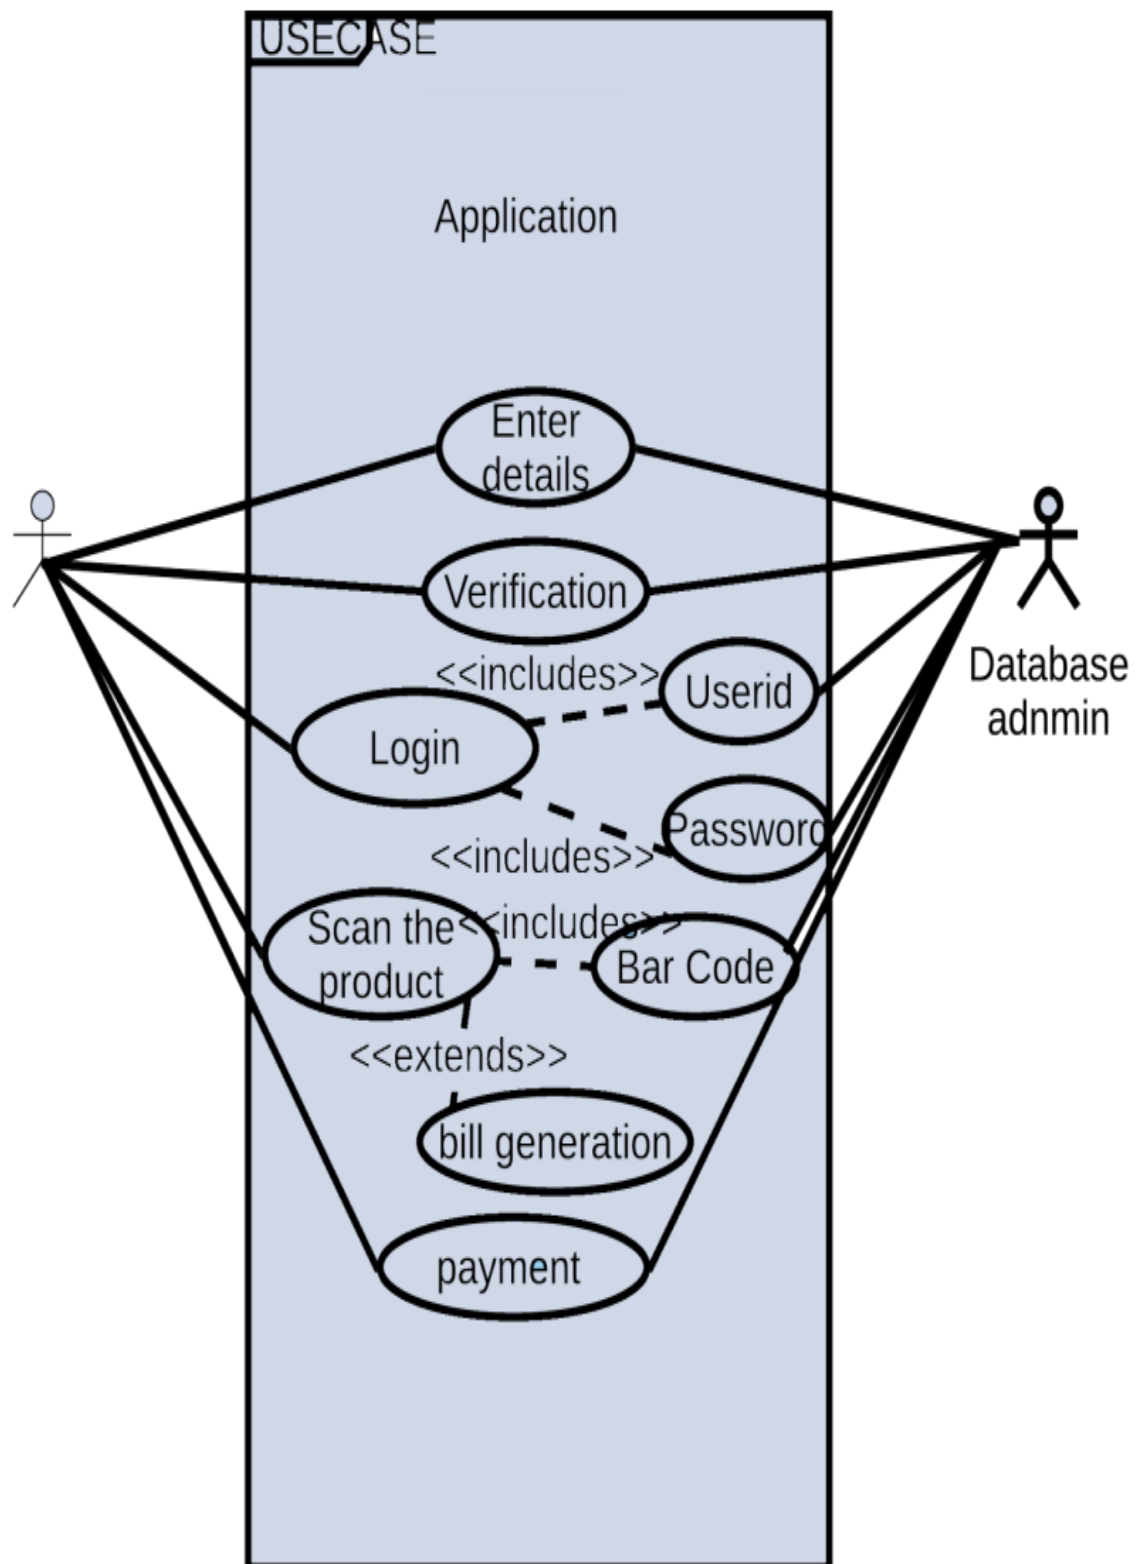 USECASE
Application
Enter
details
Verification
<<includes>>
Userid
Login
Password
<<includes>>
<<includes>>
Scan the
product
Bar Code
<<extends>>
bill generation
payment
Database
adnmin